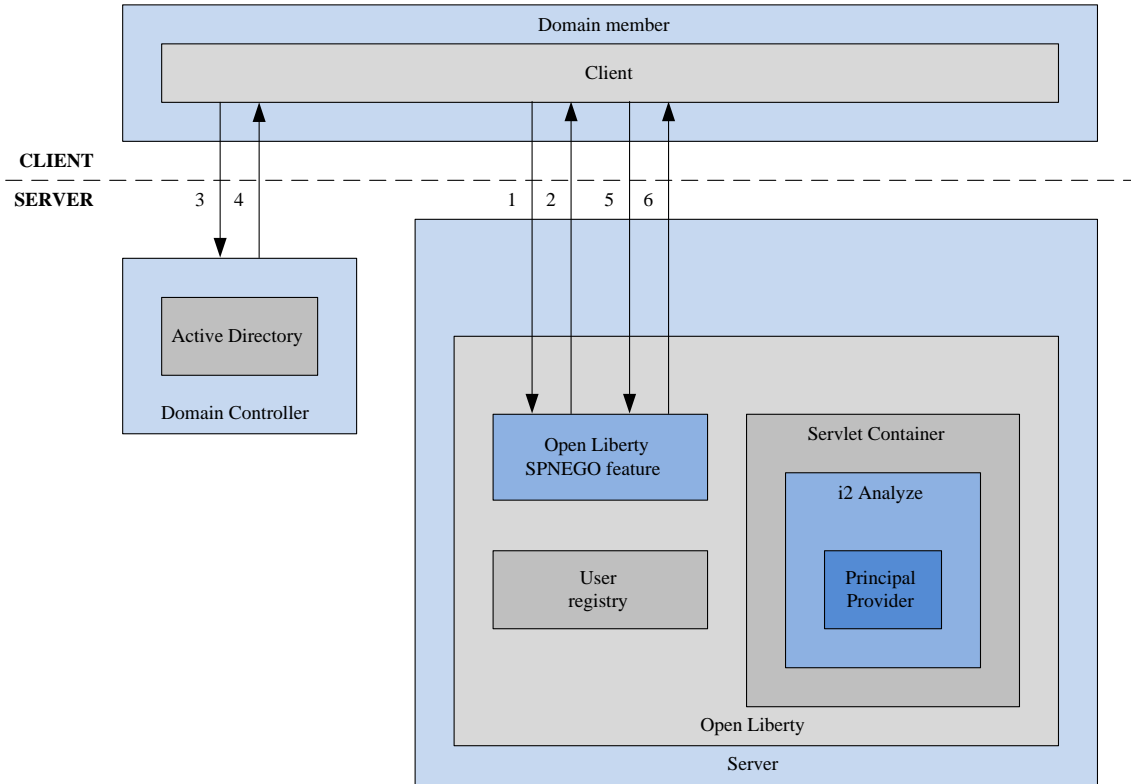 Domain member
Client
CLIENT
SERVER
3 4 1 2 5 6
Active Directory
Domain Controller
Open Liberty
SPNEGO feature
Servlet Container
i2 Analyze
User
registry
Principal
Provider
Open Liberty
Server